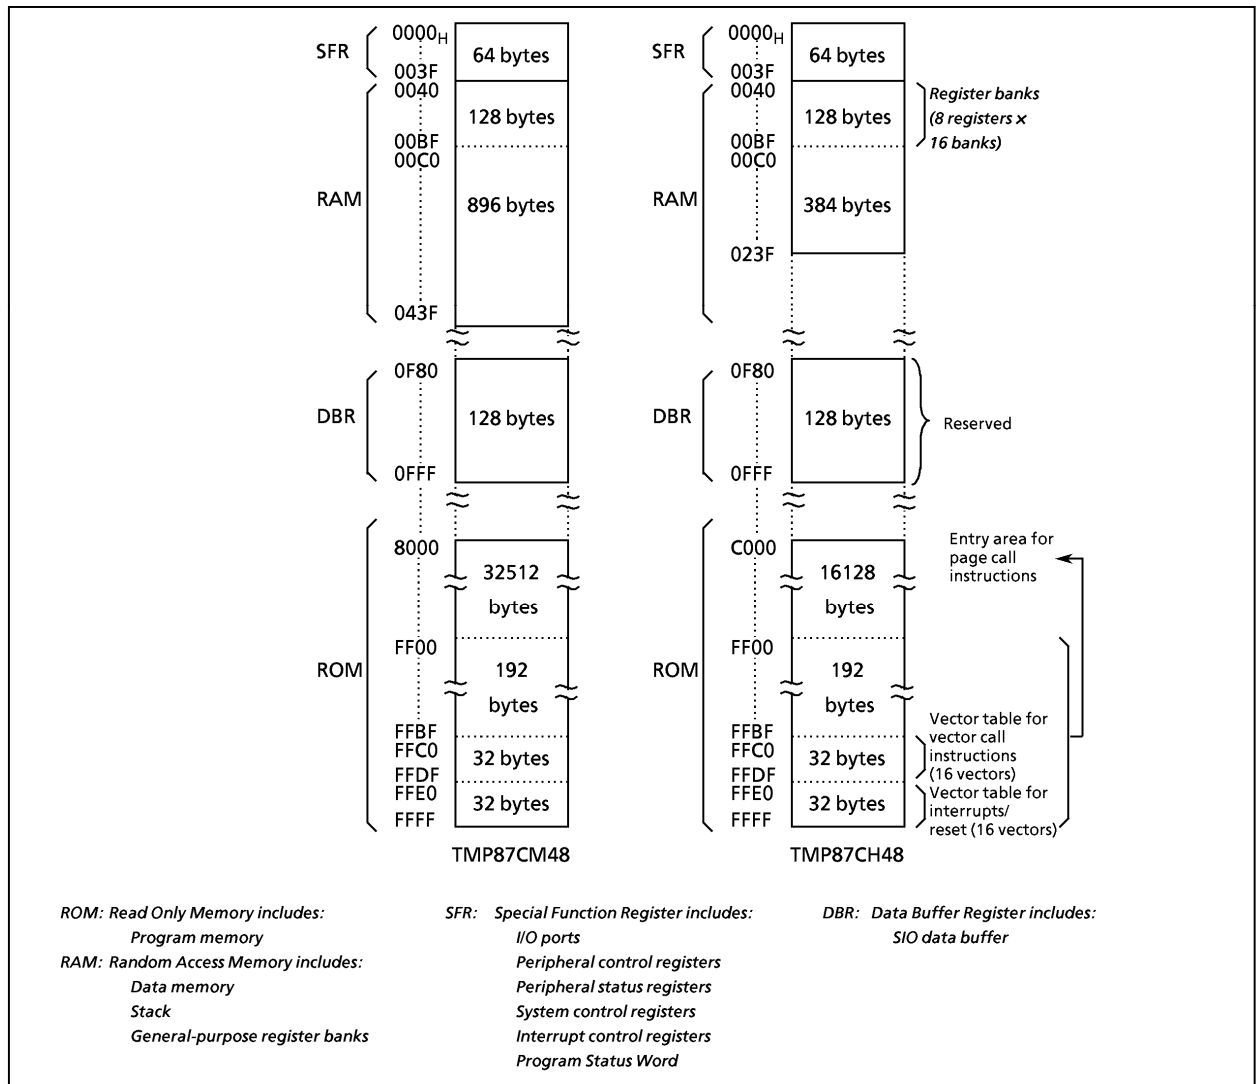 SFR
0000H
003F
64 bytes
RAM
0040
00BF
128 bytes
00C0
896 bytes
043F
DBR
0F80
128 bytes
0FFF
ROM
8000
32512
bytes
FF00
192
bytes
FFBF
FFC0
32 bytes
FFDF
FFE0
32 bytes
FFFF
TMP87CM48
SFR
0000H
003F
64 bytes
RAM
0040
00BF
128 bytes
Register banks
(8 registers ×
16 banks)
00C0
384 bytes
023F
DBR
0F80
128 bytes
0FFF
Reserved
ROM
C000
16128
bytes
Entry area for
page call
instructions
FF00
192
bytes
FFBF
FFC0
32 bytes
FFDF
Vector table for
vector call
instructions
(16 vectors)
FFE0
32 bytes
FFFF
Vector table for
interrupts/
reset (16 vectors)
TMP87CH48
ROM: Read Only Memory includes:
Program memory
RAM: Random Access Memory includes:
Data memory
Stack
General-purpose register banks
SFR: Special Function Register includes:
I/O ports
Peripheral control registers
Peripheral status registers
System control registers
Interrupt control registers
Program Status Word
DBR: Data Buffer Register includes:
SIO data buffer